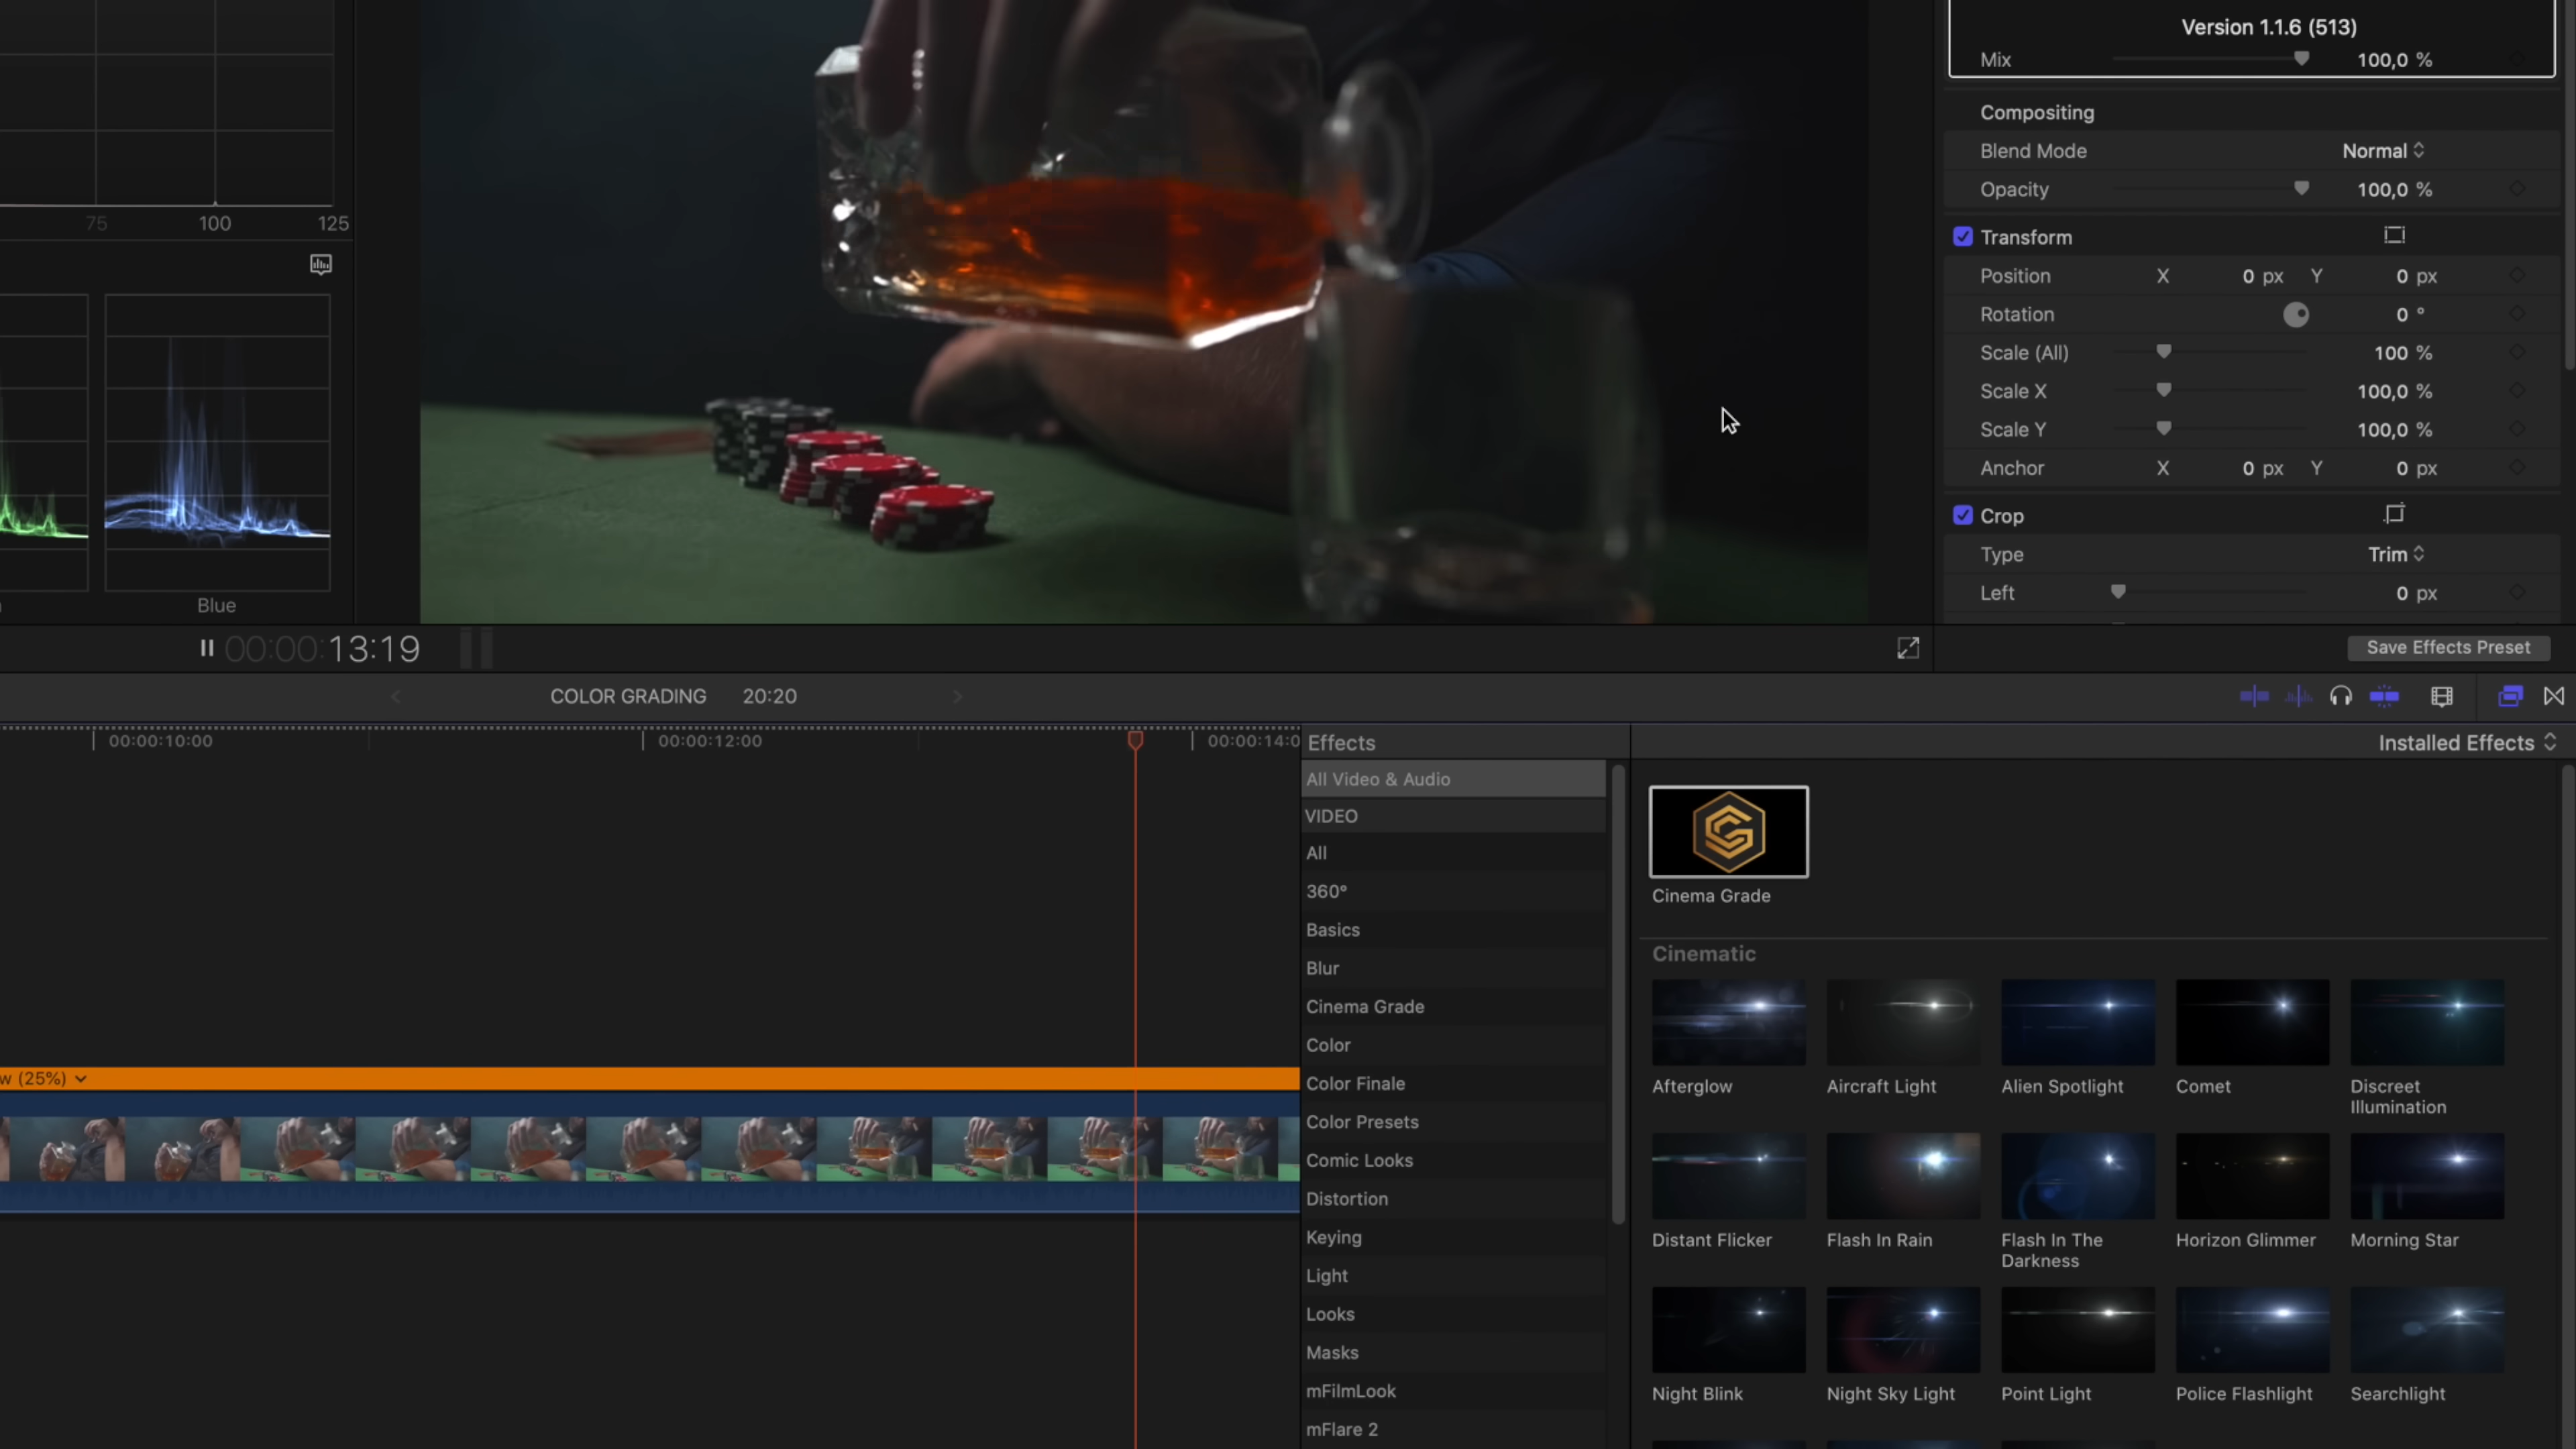 Version 1.1.6 (513)
Mix 100,0 %
Compositing
Blend Mode Normal
Opacity 100,0 %
Transform
Position X 0 px Y 0 px
Rotation 0 °
Scale (All) 100 %
Scale X 100,0 %
Scale Y 100,0 %
Anchor X 0 px Y 0 px
Crop
Type Trim
Left 0 px
Save Effects Preset
75 100 125
Blue
00:00:13:19
COLOR GRADING 20:20
00:00:10:00 00:00:12:00 00:00:14:0
(25%)
Effects
All Video & Audio
VIDEO
All
360°
Basics
Blur
Cinema Grade
Color
Color Finale
Color Presets
Comic Looks
Distortion
Keying
Light
Looks
Masks
mFilmLook
mFlare 2
Installed Effects
Cinema Grade
Cinematic
Afterglow
Aircraft Light
Alien Spotlight
Comet
Discreet
Illumination
Distant Flicker
Flash In Rain
Flash In The
Darkness
Horizon Glimmer
Morning Star
Night Blink
Night Sky Light
Point Light
Police Flashlight
Searchlight